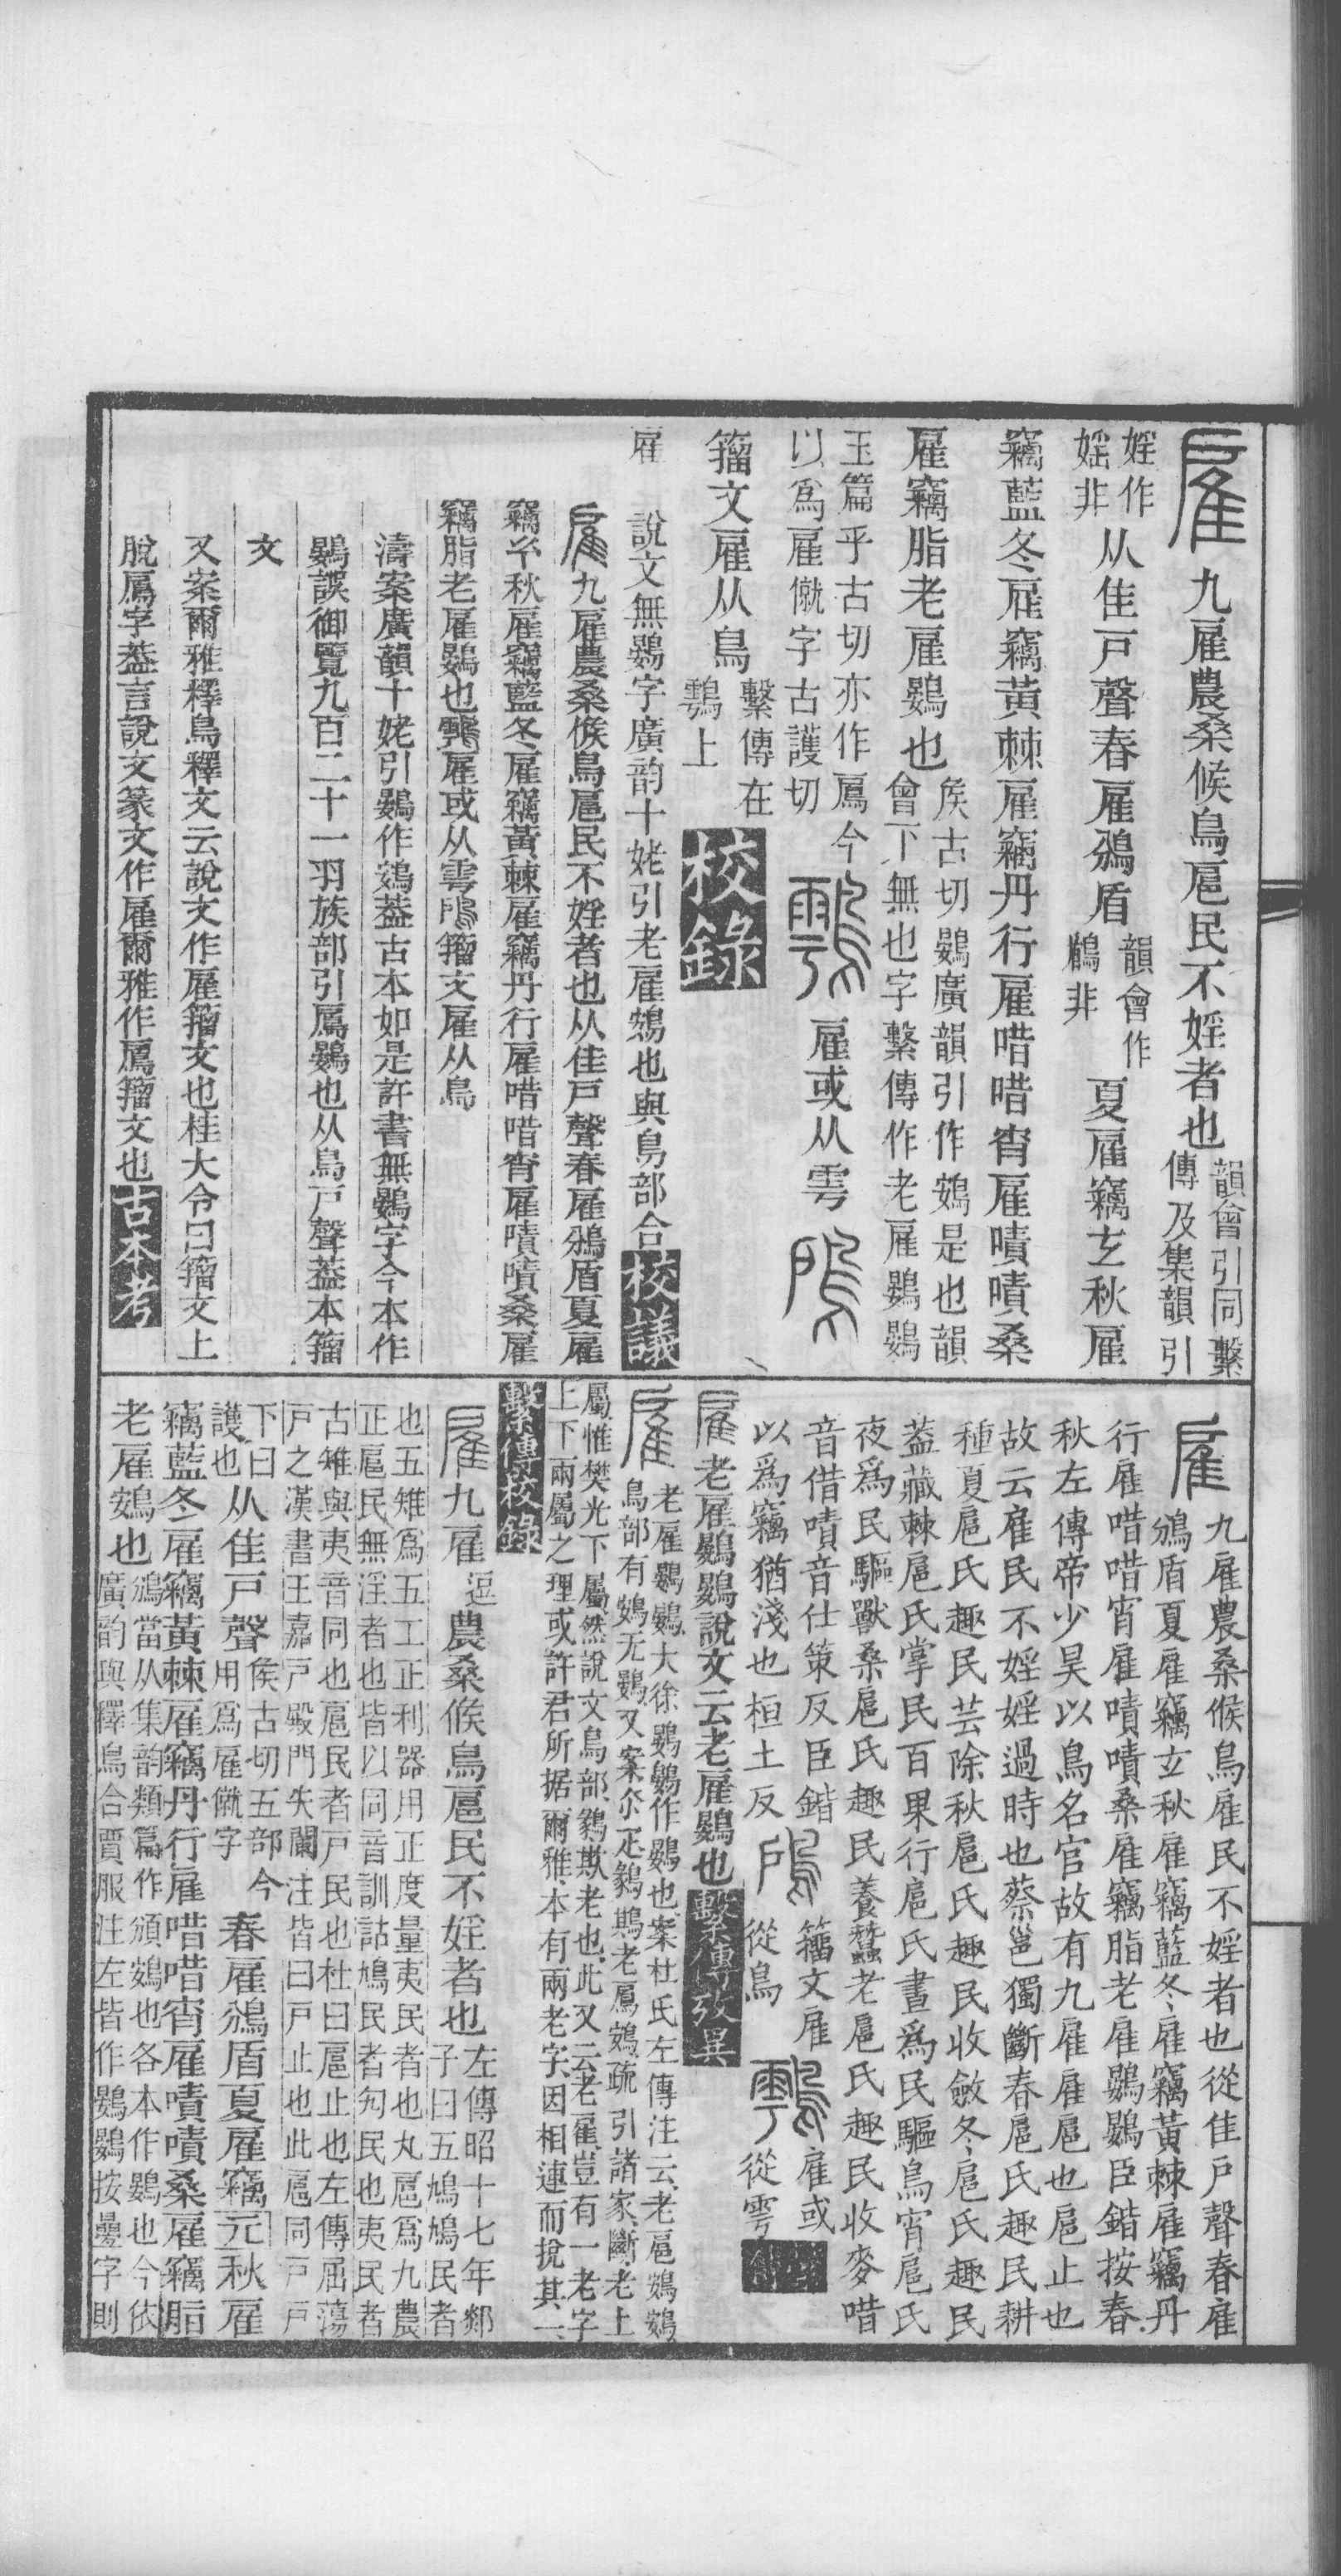 雇九雇農桑候鳥扈民不婬者也韻會引同繫傳及集韻引
婬作婬非从隹戶聲春雇鳻盾韻會作鶞非夏雇竊玄秋雇
竊藍冬雇竊黃棘雇竊丹行雇唶唶宵雇嘖嘖桑
雇竊脂老雇鷃也矦古切鷃廣韻引作鴳是也韻會下無也字繫傳作老雇鷃鷃
玉篇乎古切亦作鳸今以爲雇僦字古護切䨼雇或从雩鳸
籒文雇从鳥繫傳在䨼上校錄
雇說文無鷃字廣韵十姥引老雇鴳也與鳥部合校議
雇九雇農桑候鳥扈民不婬者也从隹戶聲春雇鳻盾夏雇
竊玄秋雇竊藍冬雇竊黃棘雇竊丹行雇唶唶宵雇嘖嘖桑雇
竊脂老雇鷃也䨼雇或从雩鳸籒文雇从鳥
濤案廣韻十姥引鷃作鴳葢古本如是許書無鷃字今本作
鷃誤御覽九百二十一羽族部引鳸鷃也从鳥戶聲葢本籒
文
又案爾雅釋鳥釋文云說文作雇籒文也桂大令曰籒文上
脫鳸字葢言說文篆文作雇爾雅作鳸籒文也古本考
雇九雇農桑候鳥雇民不婬者也從隹戶聲春雇
鳻盾夏雇竊玄秋雇竊藍冬雇竊黃棘雇竊丹
行雇唶唶宵雇嘖嘖桑雇竊脂老雇鷃鷃臣鍇按春
秋左傳帝少昊以鳥名官故有九雇雇扈也扈止也
故云雇民不婬婬過時也蔡邕獨斷春扈氏趣民耕
種夏扈氏趣民芸除秋扈氏趣民收斂冬扈氏趣民
葢藏棘扈氏掌民百果行扈氏晝爲民驅鳥宵扈氏
夜爲民驅獸桑扈氏趣民養蠶老扈氏趣民收麥唶
音借嘖音仕策反臣鍇以爲竊猶淺也桓土反鳸籒文雇從鳥䨼雇或從雩
雇老雇鷃鷃說文云老雇鷃也繫傳攷異
雇老雇鷃鷃大徐鷃鷃作鷃也案杜氏左傳注云老扈鴳鴳
鳥部有鴳无鷃又案尒疋鷚鶨老鳸鴳疏引諸家斷老上
屬惟樊光下屬然說文鳥部鷚欺老也此又云老雇豈有一老字
上下兩屬之理或許君所据爾雅本有兩老字因相連而捝其一
繫傳校錄
雇九雇逗農桑候鳥扈民不婬者也左傳昭十七年郯子曰五鳩鳩民者
也五雉爲五工正利器用正度量夷民者也九扈爲九農
正扈民無淫者也皆以同音訓詁鳩民者勼民也夷民者
古雉與夷音同也扈民者戶民也杜曰扈止也左傳屈蕩
戶之漢書王嘉戶殿門失闌注皆曰戶止也此扈同戶戶
下曰護也从隹戶聲矦古切五部今用爲雇僦字春雇鳻盾夏雇竊元秋雇
竊藍冬雇竊黃棘雇竊丹行雇唶唶宵雇嘖嘖桑雇竊脂
老雇鴳也鳻當从集韵類篇作頒鴳也各本作鷃也今依廣韵與釋鳥合賈服注左皆作鷃鷃按疊字則